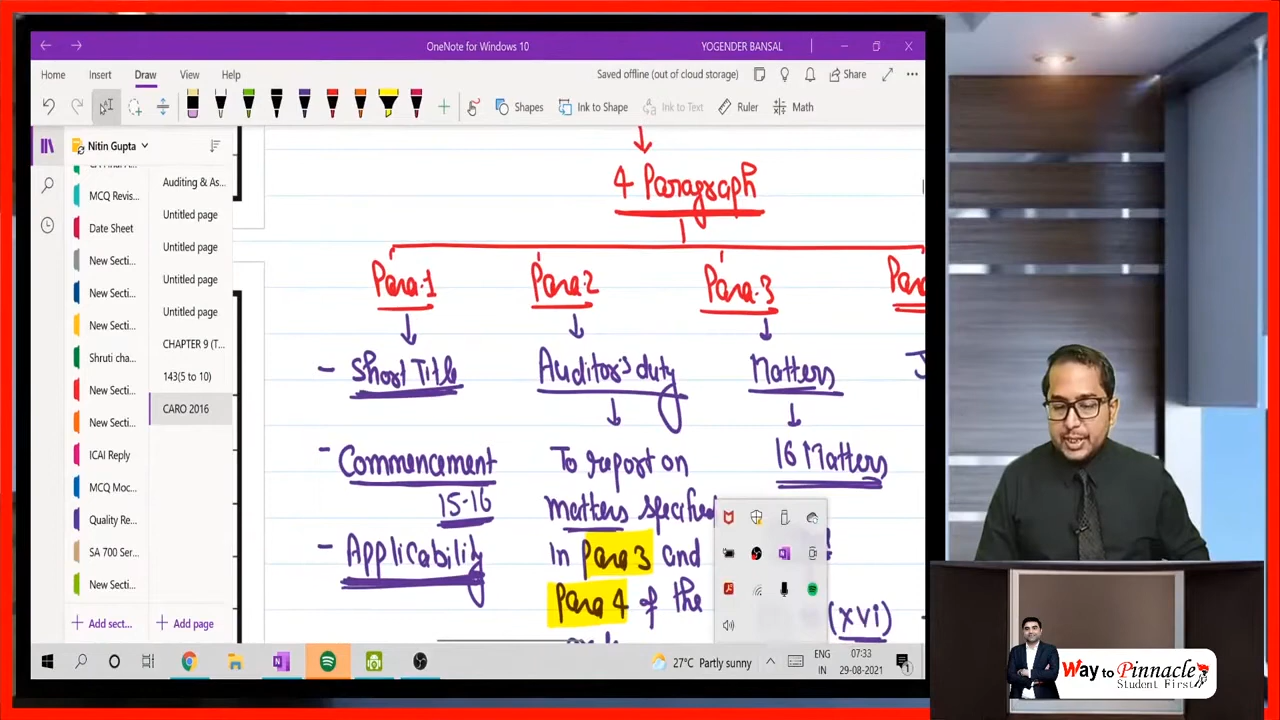 OneNote for Windows 10
YOGENDER BANSAL
Home Insert Draw View Help
Saved offline (out of cloud storage)
Share
Shapes
Ink to Shape
Ink to Text
Ruler
Math
Nitin Gupta
MCQ Revis...
Date Sheet
New Secti...
New Secti...
New Secti...
Shruti cha...
New Secti...
New Secti...
ICAI Reply
MCQ Moc...
Quality Re...
SA 700 Ser...
New Secti...
Add sect...
Auditing & As...
Untitled page
Untitled page
Untitled page
Untitled page
CHAPTER 9 (T...
143(5 to 10)
CARO 2016
Add page
4 Paragraph
Para.1
Para.2
Para.3
Para
- Short Title
- Commencement
15-16
- Applicability
Auditor's duty
To report on
matters specified
In para 3 and
Para 4 of the
Matters
16 Matters
(xvi)
27°C Partly sunny
ENG
IN
07:33
29-08-2021
Way to Pinnacle
Student First